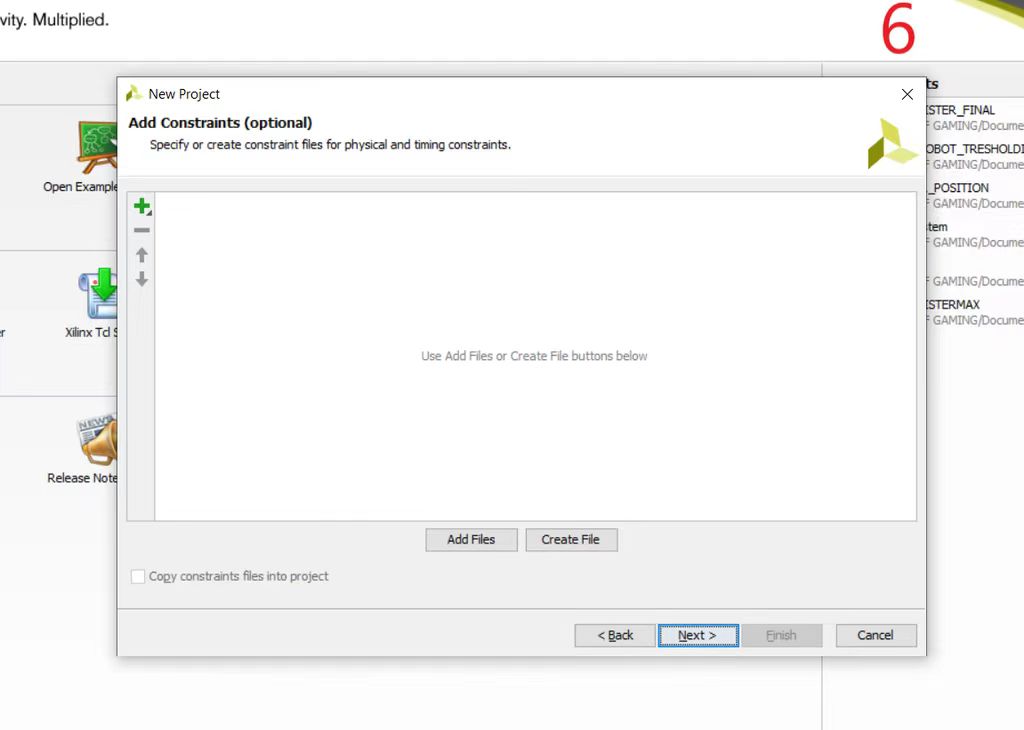 vity. Multiplied.
6
New Project
Add Constraints (optional)
Specify or create constraint files for physical and timing constraints.
Use Add Files or Create File buttons below
Add Files
Create File
Copy constraints files into project
< Back
Next >
Finish
Cancel
Open Example
Xilinx Tcl S
er
Release Note
ts
ISTER_FINAL
F GAMING/Docume
OBOT_TRESHOLDI
F GAMING/Docume
_POSITION
F GAMING/Docume
stem
F GAMING/Docume
F GAMING/Docume
ISTERMAX
F GAMING/Docume